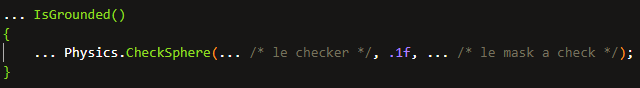 ... IsGrounded()
{
... Physics.CheckSphere(... /* le checker */, .1f, ... /* le mask a check */);
}